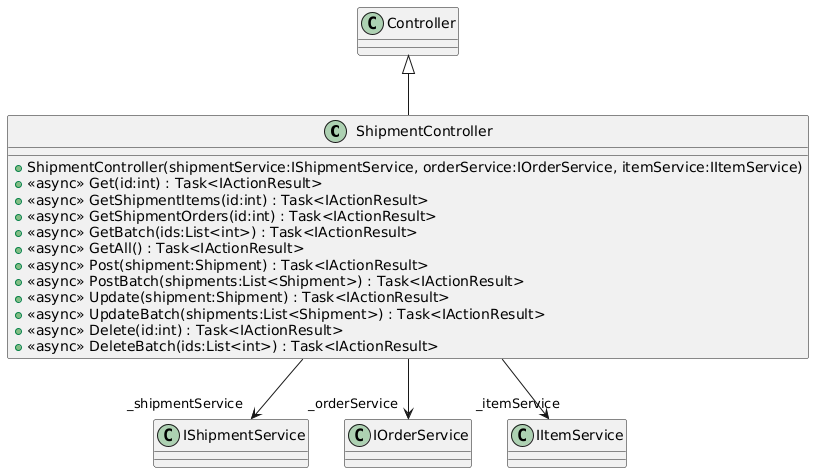 C Controller
C ShipmentController
ShipmentController(shipmentService:IShipmentService, orderService:IOrderService, itemService:IItemService)
«async» Get(id:int) : Task<IActionResult>
«async» GetShipmentItems(id:int) : Task<IActionResult>
«async» GetShipmentOrders(id:int) : Task<IActionResult>
«async» GetBatch(ids:List<int>) : Task<IActionResult>
«async» GetAll() : Task<IActionResult>
«async» Post(shipment:Shipment) : Task<IActionResult>
«async» PostBatch(shipments:List<Shipment>) : Task<IActionResult>
«async» Update(shipment:Shipment) : Task<IActionResult>
«async» UpdateBatch(shipments:List<Shipment>) : Task<IActionResult>
«async» Delete(id:int) : Task<IActionResult>
«async» DeleteBatch(ids:List<int>) : Task<IActionResult>
_shipmentService _orderService _itemService
C IShipmentService C IOrderService C IItemService